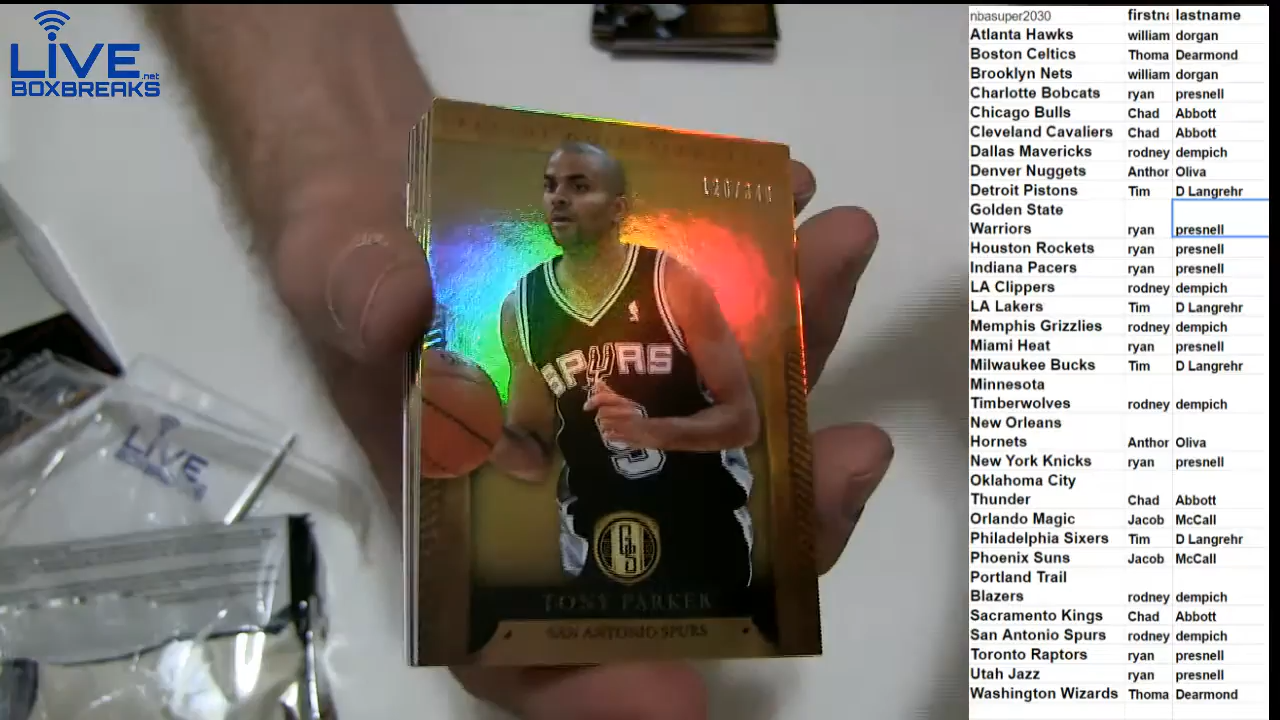 LIVE.net
BOXBREAKS
SPURS
9
TONY PARKER
SAN ANTONIO SPURS
GS
LIVE
BOXBREAKS
nbasuper2030 firstna lastname
Atlanta Hawks william dorgan
Boston Celtics Thoma Dearmond
Brooklyn Nets william dorgan
Charlotte Bobcats ryan presnell
Chicago Bulls Chad Abbott
Cleveland Cavaliers Chad Abbott
Dallas Mavericks rodney dempich
Denver Nuggets Anthor Oliva
Detroit Pistons Tim D Langrehr
Golden State
Warriors ryan presnell
Houston Rockets ryan presnell
Indiana Pacers ryan presnell
LA Clippers rodney dempich
LA Lakers Tim D Langrehr
Memphis Grizzlies rodney dempich
Miami Heat ryan presnell
Milwaukee Bucks Tim D Langrehr
Minnesota
Timberwolves rodney dempich
New Orleans
Hornets Anthor Oliva
New York Knicks ryan presnell
Oklahoma City
Thunder Chad Abbott
Orlando Magic Jacob McCall
Philadelphia Sixers Tim D Langrehr
Phoenix Suns Jacob McCall
Portland Trail
Blazers rodney dempich
Sacramento Kings Chad Abbott
San Antonio Spurs rodney dempich
Toronto Raptors ryan presnell
Utah Jazz ryan presnell
Washington Wizards Thoma Dearmond